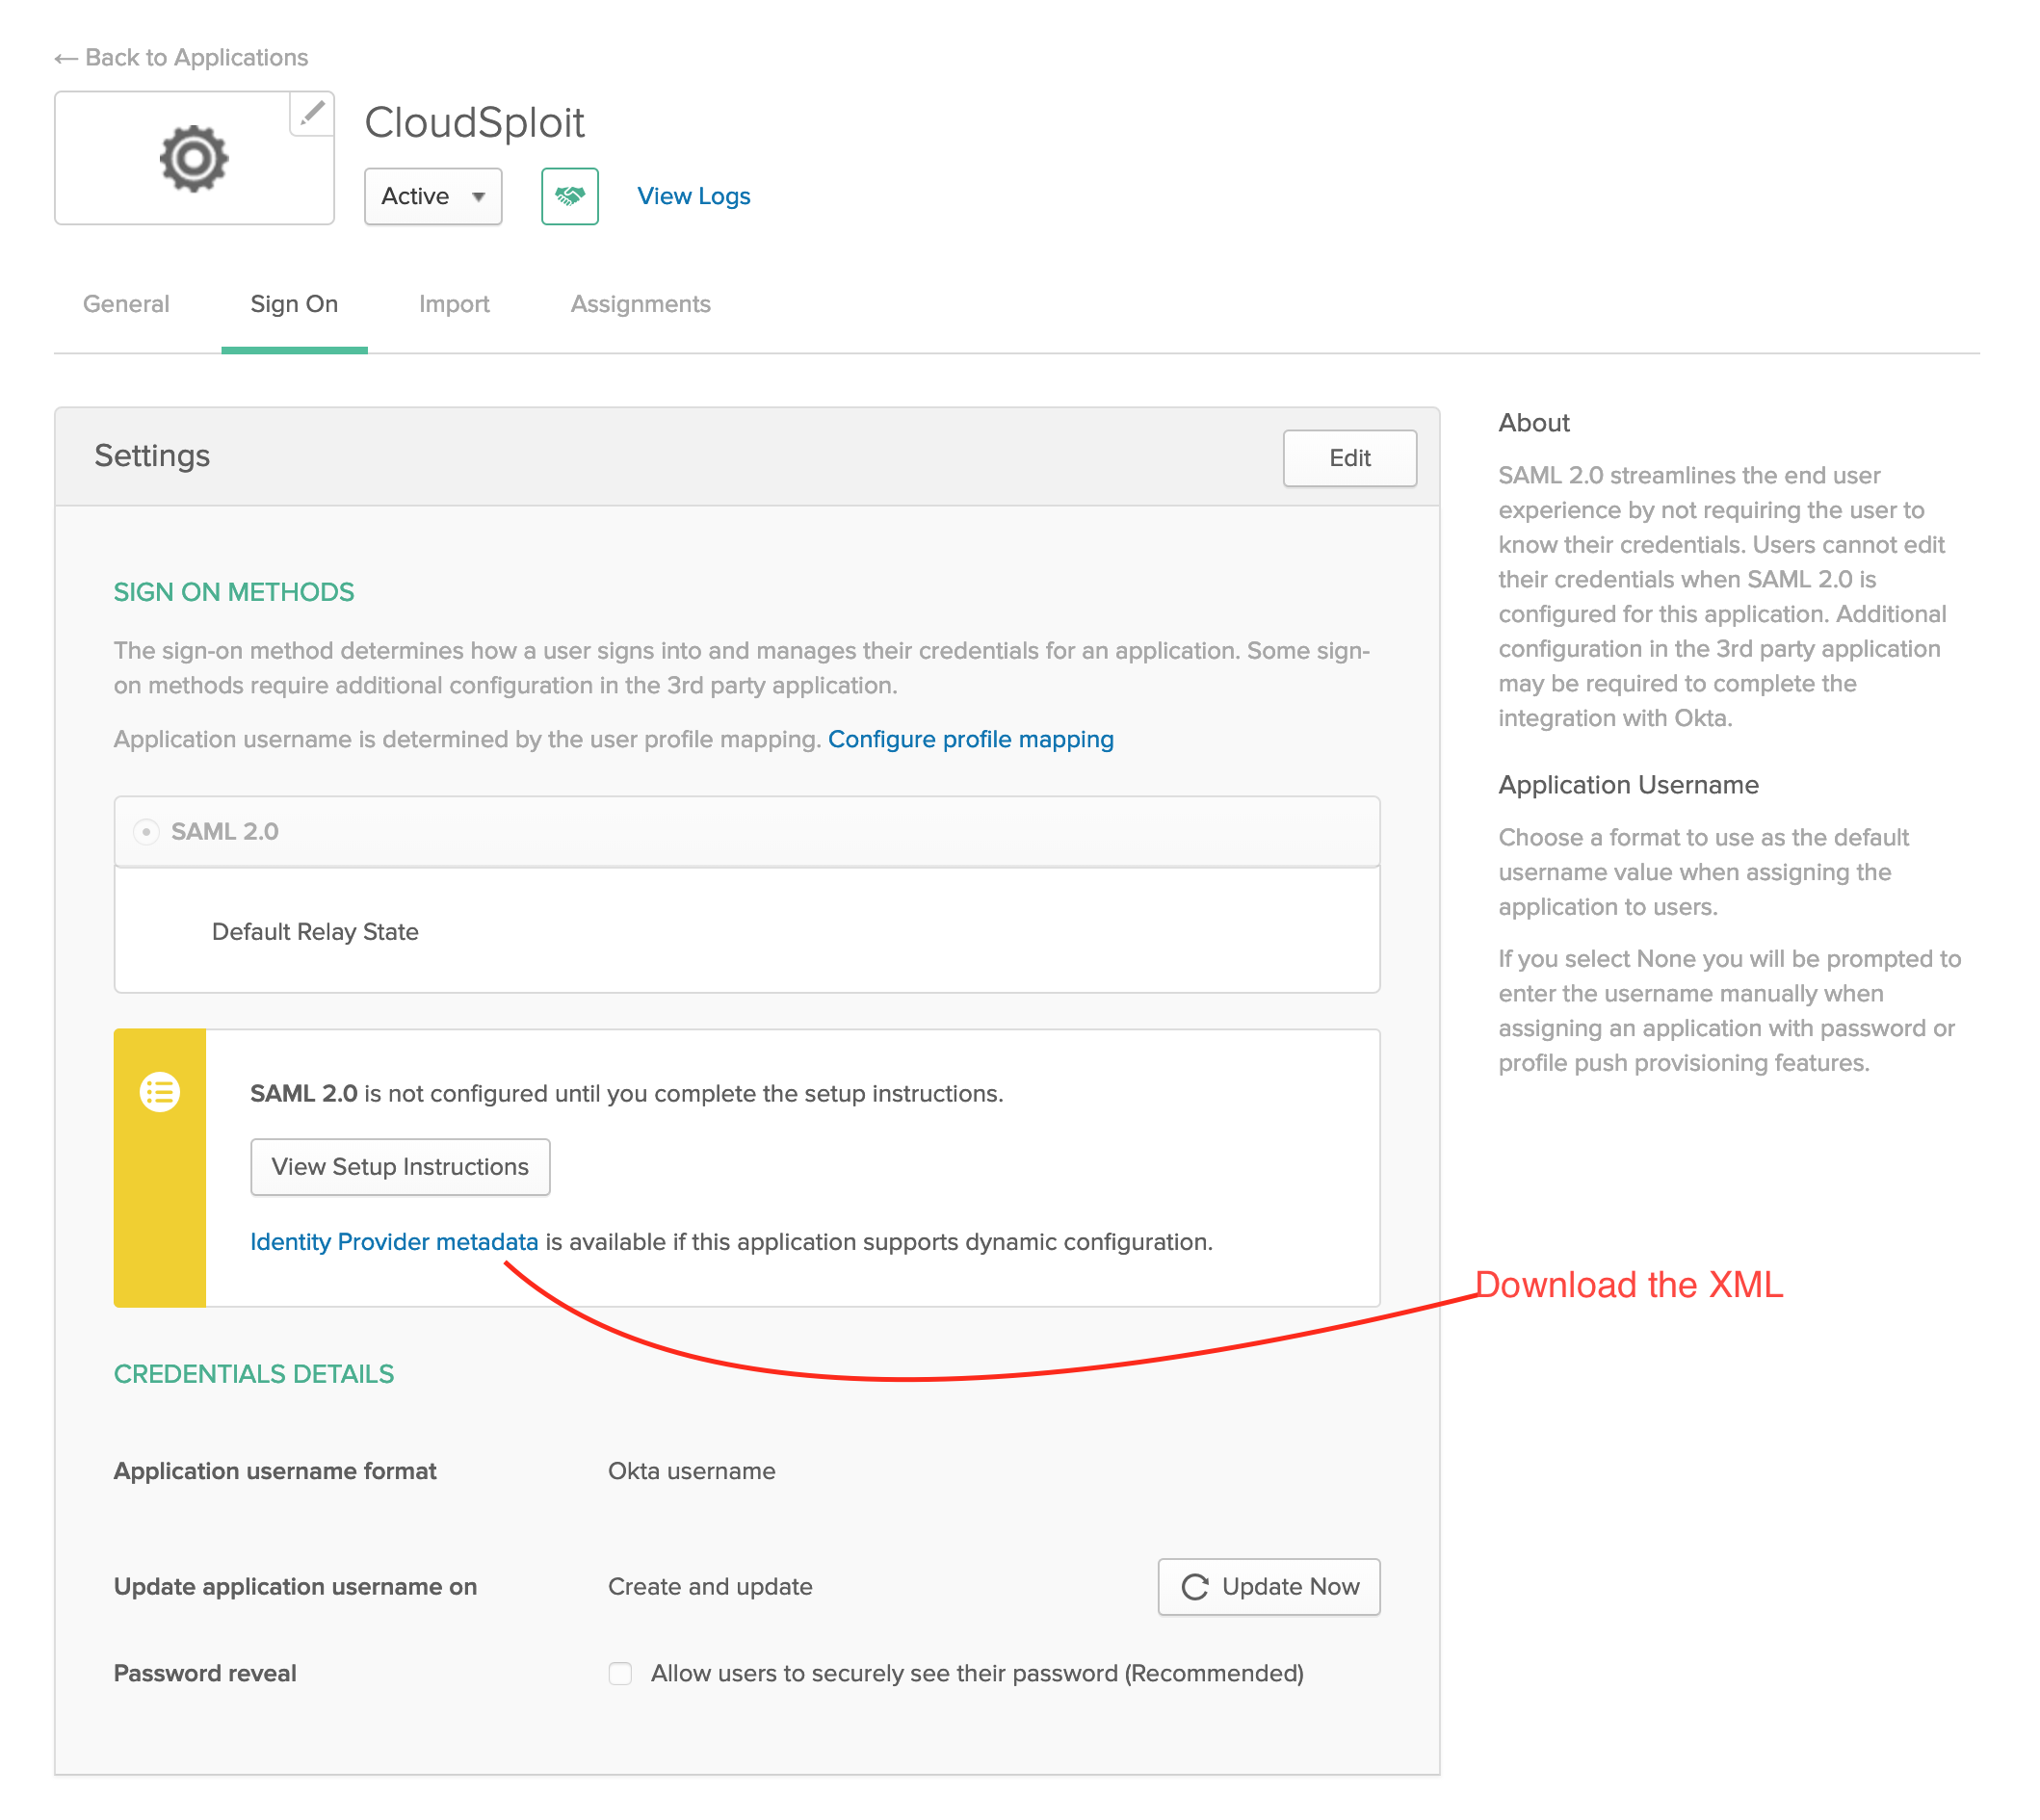 ← Back to Applications
CloudSploit
Active
View Logs
General
Sign On
Import
Assignments
Settings
Edit
SIGN ON METHODS
The sign-on method determines how a user signs into and manages their credentials for an application. Some sign-
on methods require additional configuration in the 3rd party application.
Application username is determined by the user profile mapping. Configure profile mapping
SAML 2.0
Default Relay State
SAML 2.0 is not configured until you complete the setup instructions.
View Setup Instructions
Identity Provider metadata is available if this application supports dynamic configuration.
Download the XML
CREDENTIALS DETAILS
Application username format
Okta username
Update application username on
Create and update
Update Now
Password reveal
Allow users to securely see their password (Recommended)
About
SAML 2.0 streamlines the end user
experience by not requiring the user to
know their credentials. Users cannot edit
their credentials when SAML 2.0 is
configured for this application. Additional
configuration in the 3rd party application
may be required to complete the
integration with Okta.
Application Username
Choose a format to use as the default
username value when assigning the
application to users.
If you select None you will be prompted to
enter the username manually when
assigning an application with password or
profile push provisioning features.